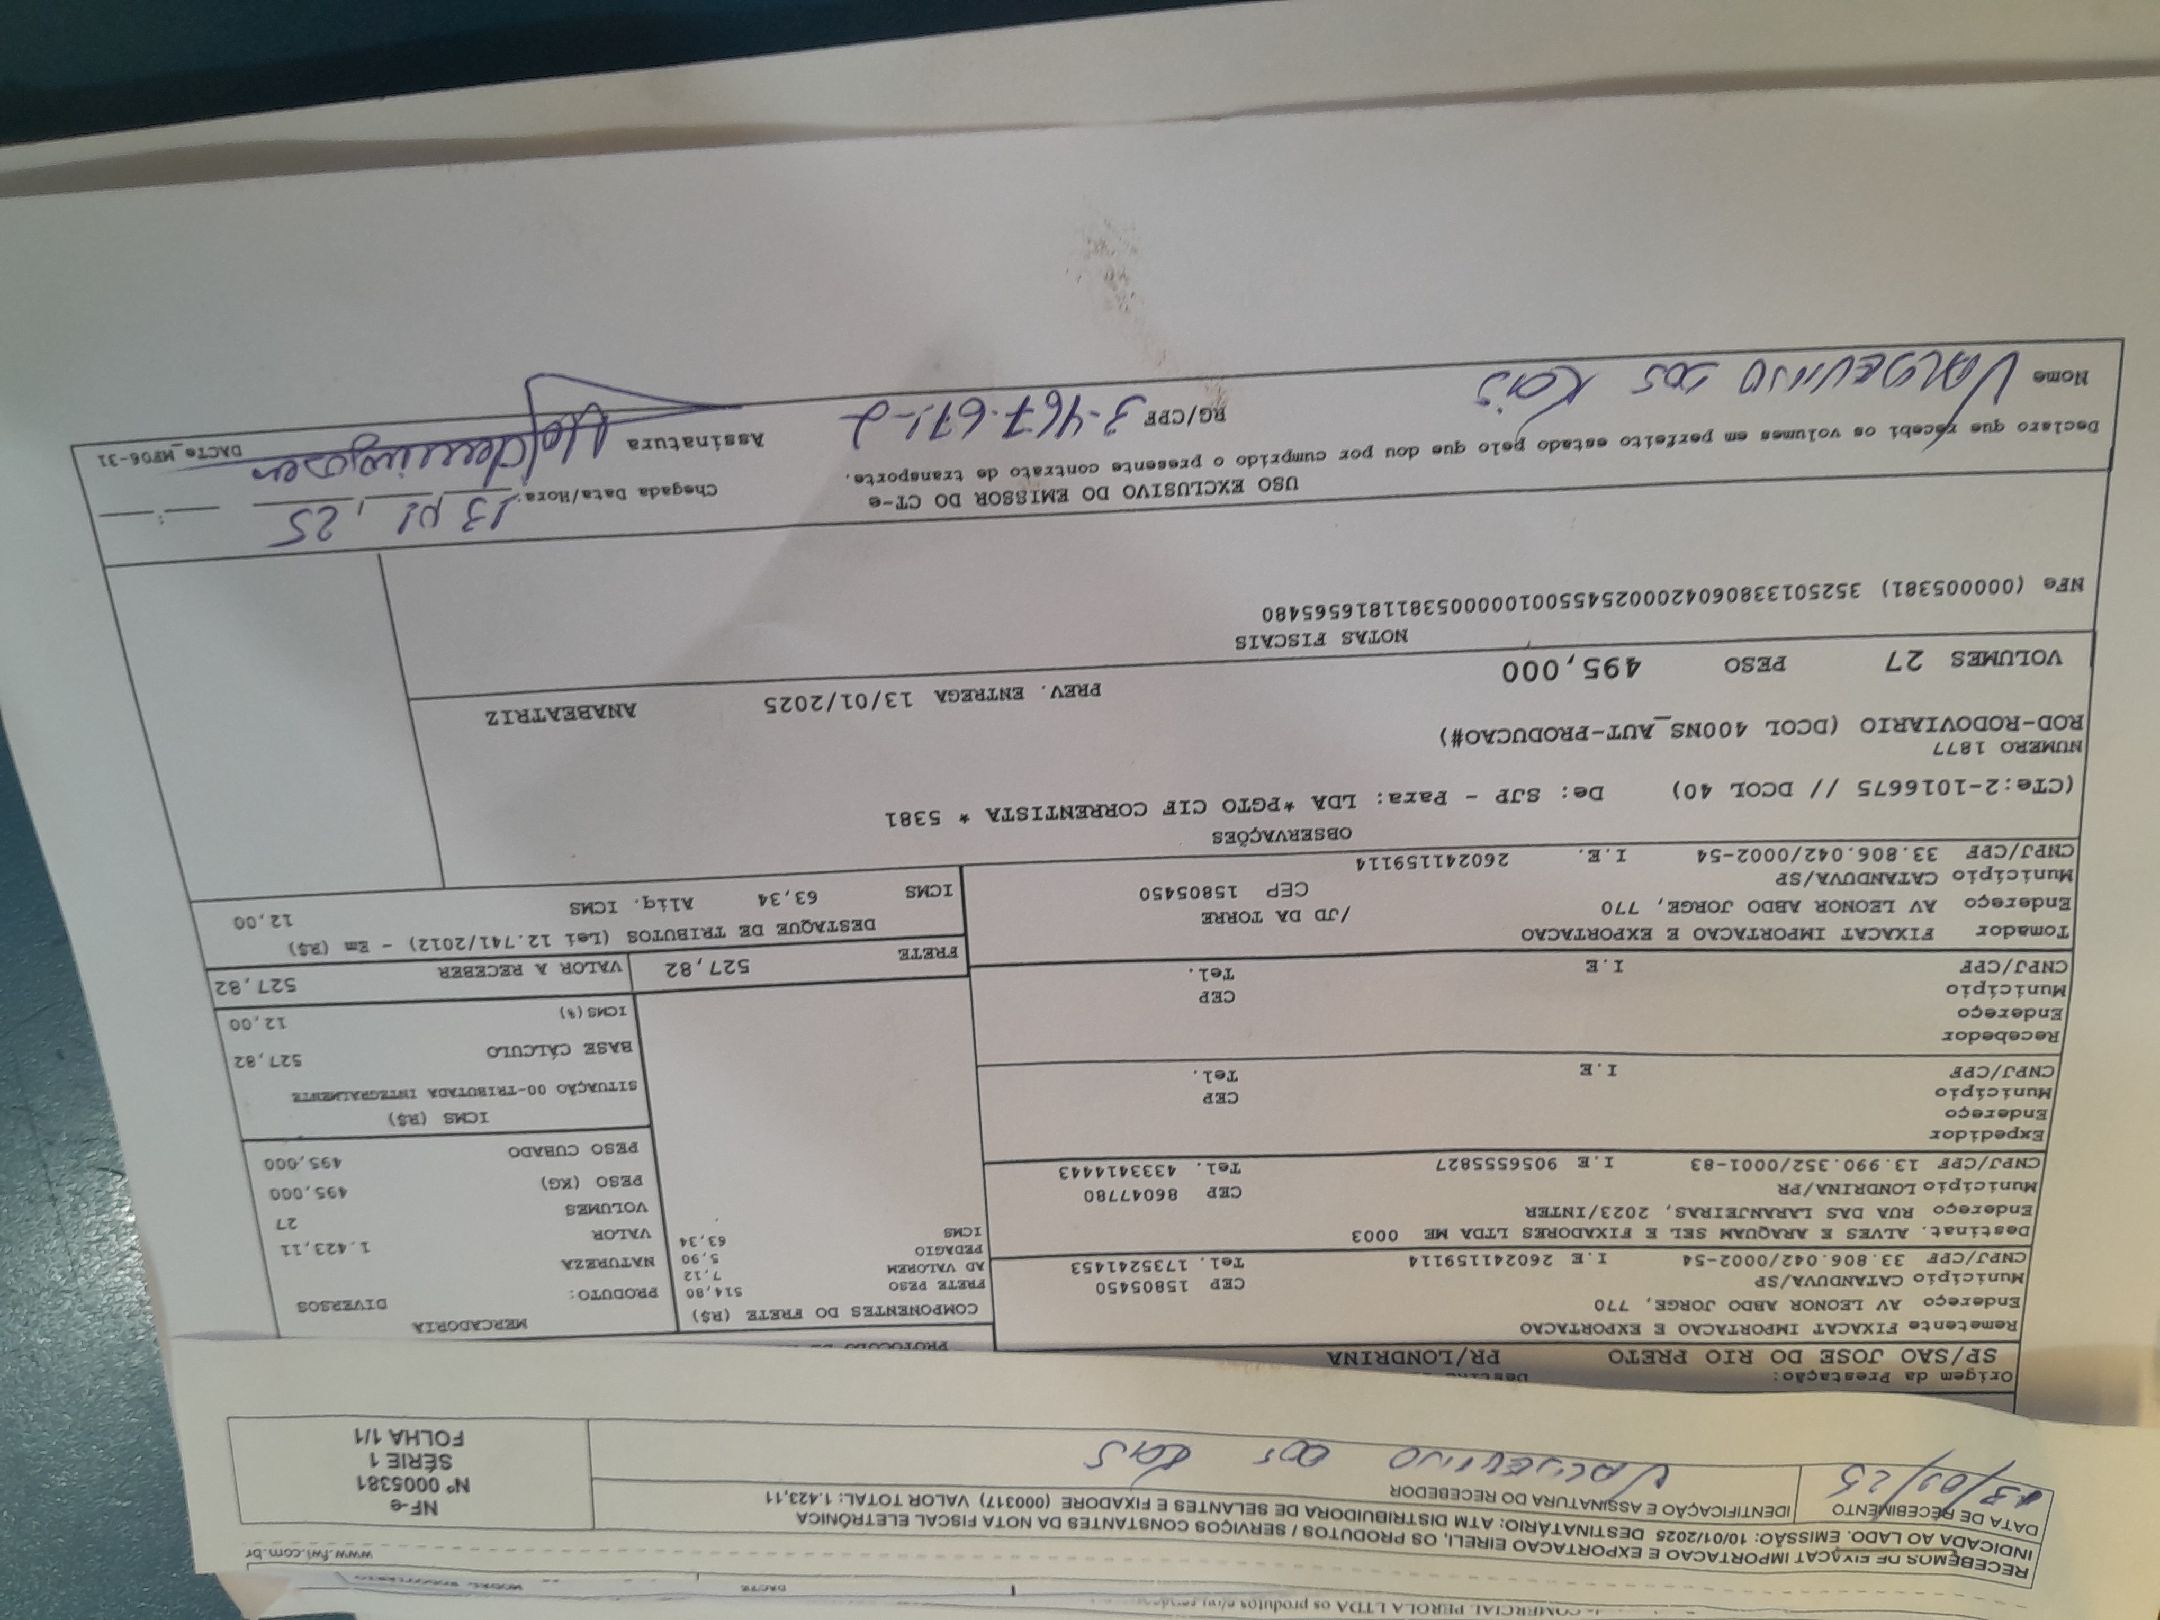 COMERCIAL PEROLA LTDA os produtos e/ou
DACTE
www.fwi.com.br
RECEBEMOS DE FIXACAT IMPORTACAO E EXPORTACAO EIRELI, OS PRODUTOS / SERVIÇOS CONSTANTES DA NOTA FISCAL ELETRÔNICA
INDICADA AO LADO. EMISSÃO: 10/01/2025 DESTINATÁRIO: ATM DISTRIBUIDORA DE SELANTES E FIXADORE (000317) VALOR TOTAL: 1.423,11
DATA DE RECEBIMENTO
IDENTIFICAÇÃO E ASSINATURA DO RECEBEDOR
13/01/25
VALDEVINO DOS REIS
NF-e
Nº 0005381
SÉRIE 1
FOLHA 1/1
Origem da Prestação:
SP/SAO JOSE DO RIO PRETO PR/LONDRINA
Remetente FIXACAT IMPORTACAO E EXPORTACAO
Endereço AV LEONOR ABDO JORGE, 770
Município CATANDUVA/SP CEP 15805450
CNPJ/CPF 33.806.042/0002-54 I.E 260241159114 Tel. 1735241453
Destinat. ALVES E ARAQUAM SEL E FIXADORES LTDA ME 0003
Endereço RUA DAS LARANJEIRAS, 2023/INTER
Município LONDRINA/PR CEP 86047780
CNPJ/CPF 13.990.352/0001-83 I.E 9056555827 Tel. 4333414443
Expedidor
Endereço
Município CEP
CNPJ/CPF I.E Tel.
Recebedor
Endereço
Município CEP
CNPJ/CPF I.E Tel.
Tomador FIXACAT IMPORTACAO E EXPORTACAO
Endereço AV LEONOR ABDO JORGE, 770 /JD DA TORRE
Município CATANDUVA/SP CEP 15805450
CNPJ/CPF 33.806.042/0002-54 I.E. 260241159114
COMPONENTES DO FRETE (R$)
FRETE PESO 514,80
AD VALOREM 7,12
PEDAGIO 5,90
ICMS 63,34
MERCADORIA
PRODUTO: DIVERSOS
NATUREZA
VALOR 1.423,11
VOLUMES 27
PESO (KG) 495,000
PESO CUBADO 495,000
ICMS (R$)
SITUAÇÃO 00-TRIBUTADA INTEGRALMENTE
BASE CÁLCULO 527,82
ICMS(%) 12,00
FRETE 527,82 VALOR A RECEBER 527,82
DESTAQUE DE TRIBUTOS (Lei 12.741/2012) - Em (R$)
ICMS 63,34 Aliq. ICMS 12,00
OBSERVAÇÕES
(CTe:2-1016675 // DCOL 40) De: SJP - Para: LDA *PGTO CIF CORRENTISTA * 5381
NUMERO 1877
ROD-RODOVIARIO (DCOL 400NS_AUT-PRODUCAO#)
VOLUMES 27 PESO 495,000 PREV. ENTREGA 13/01/2025 ANABEATRIZ
NOTAS FISCAIS
NFe (000005381) 35250133806042000254550010000053811816565480
USO EXCLUSIVO DO EMISSOR DO CT-e
Declaro que recebi os volumes em perfeito estado pelo que dou por cumprido o presente contrato de transporte.
Chegada Data/Hora: 13 01, 25
Nome VALDEVINO DOS REIS RG/CPF 3-467.671-2 Assinatura
DACTe_MF06-31